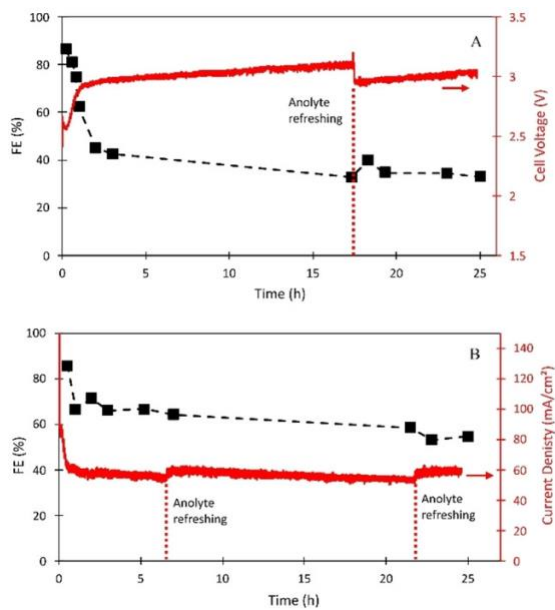 100
80
60
40
20
0
FE (%)
A
Anolyte
refreshing
3.5
3
2.5
2
1.5
Cell Voltage (V)
0
5
10
15
20
25
Time (h)
100
80
60
40
20
0
FE (%)
B
Anolyte
refreshing
Anolyte
refreshing
140
120
100
80
60
40
20
0
Current Denisty (mA/cm²)
0
5
10
15
20
25
Time (h)